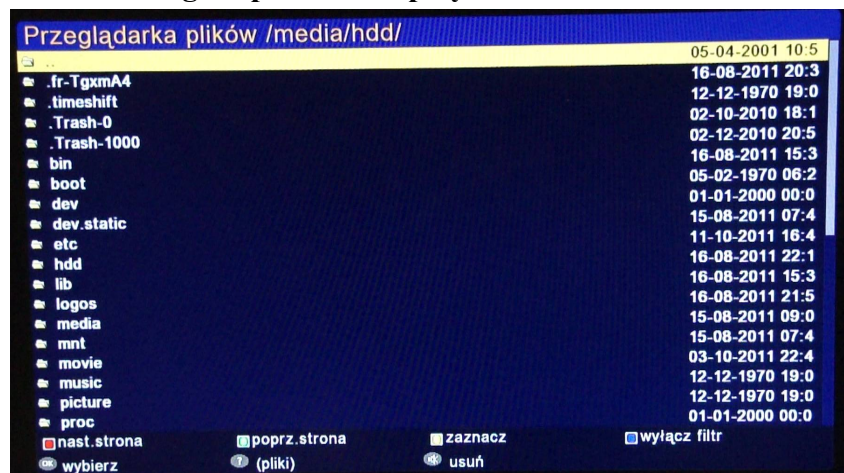 Przeglądarka plików /media/hdd/
.. 05-04-2001 10:5
.fr-TgxmA4 16-08-2011 20:3
.timeshift 12-12-1970 19:0
.Trash-0 02-10-2010 18:1
.Trash-1000 02-12-2010 20:5
bin 16-08-2011 15:3
boot 05-02-1970 06:2
dev 01-01-2000 00:0
dev.static 15-08-2011 07:4
etc 11-10-2011 16:4
hdd 16-08-2011 22:1
lib 16-08-2011 15:3
logos 16-08-2011 21:5
media 15-08-2011 09:0
mnt 15-08-2011 07:4
movie 03-10-2011 22:4
music 12-12-1970 19:0
picture 12-12-1970 19:0
proc 01-01-2000 00:0
nast.strona poprz.strona zaznacz wyłącz filtr
OK wybierz ? (pliki) usuń